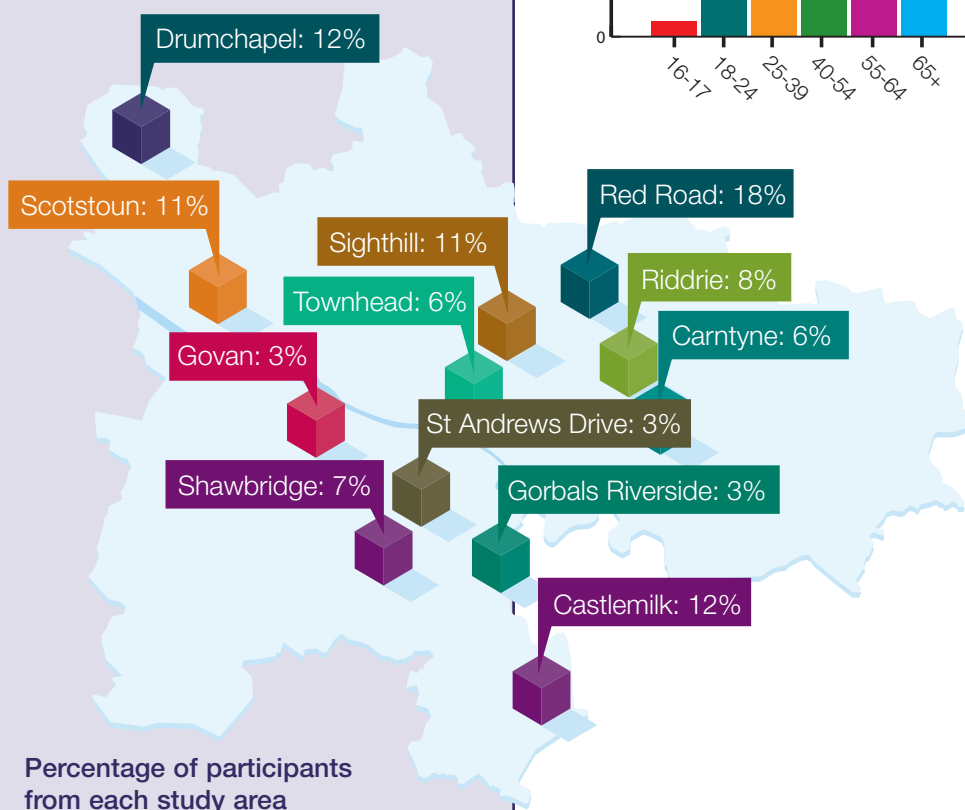 Drumchapel: 12%
0
16-17
18-24
25-39
40-54
55-64
65+
Scotstoun: 11%
Red Road: 18%
Sighthill: 11%
Riddrie: 8%
Townhead: 6%
Carntyne: 6%
Govan: 3%
St Andrews Drive: 3%
Shawbridge: 7%
Gorbals Riverside: 3%
Castlemilk: 12%
Percentage of participants
from each study area